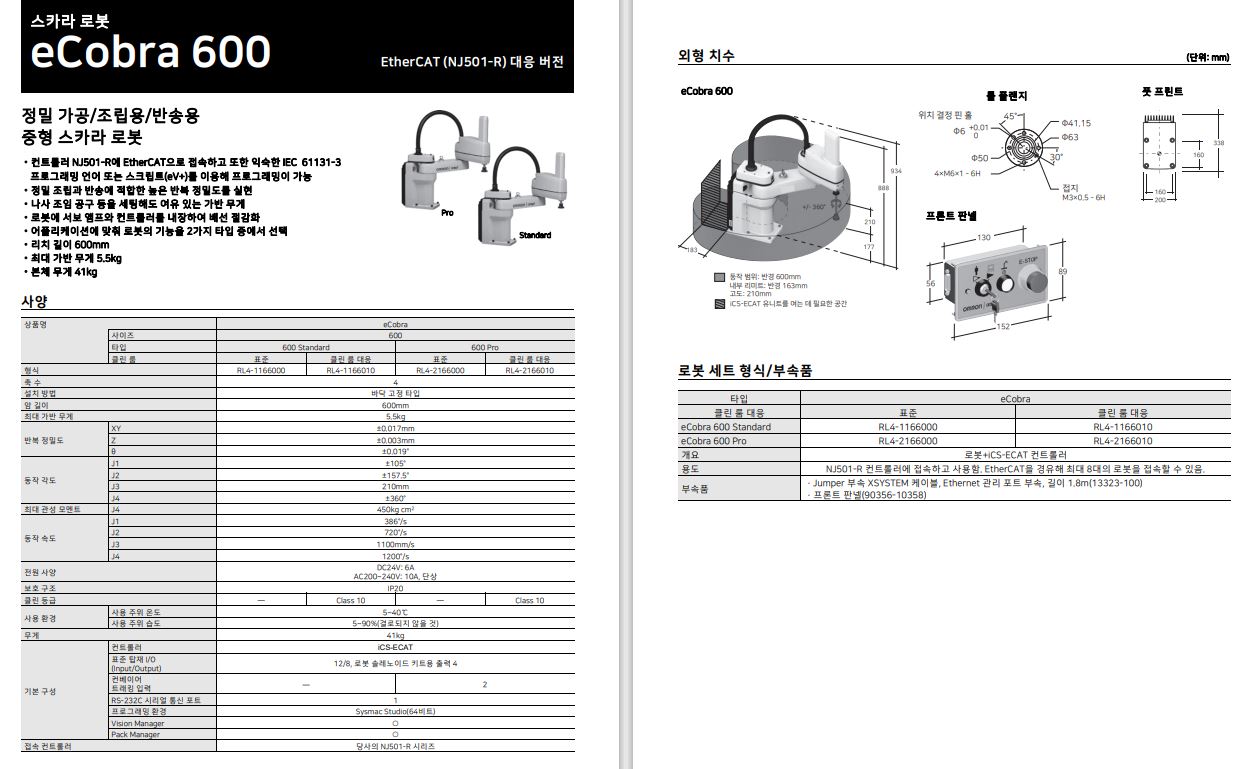 스카라 로봇
eCobra 600
EtherCAT (NJ501-R) 대응 버전
정밀 가공/조립용/반송용
중형 스카라 로봇
· 컨트롤러 NJ501-R에 EtherCAT으로 접속하고 또한 익숙한 IEC 61131-3
프로그래밍 언어 또는 스크립트(eV+)를 이용해 프로그래밍이 가능
· 정밀 조립과 반송에 적합한 높은 반복 정밀도를 실현
· 나사 조임 공구 등을 세팅해도 여유 있는 가반 무게
· 로봇에 서보 앰프와 컨트롤러를 내장하여 배선 절감화
· 어플리케이션에 맞춰 로봇의 기능을 2가지 타입 중에서 선택
· 리치 길이 600mm
· 최대 가반 무게 5.5kg
· 본체 무게 41kg
Pro
Standard
사양
상품명 eCobra
사이즈 600
타입 600 Standard 600 Pro
클린 룸 표준 클린 룸 대응 표준 클린 룸 대응
형식 RL4-1166000 RL4-1166010 RL4-2166000 RL4-2166010
축 수 4
설치 방법 바닥 고정 타입
암 길이 600mm
최대 가반 무게 5.5kg
반복 정밀도 XY ±0.017mm
Z ±0.003mm
θ ±0.019°
동작 각도 J1 ±105°
J2 ±157.5°
J3 210mm
J4 ±360°
최대 관성 모멘트 J4 450kg cm²
동작 속도 J1 386°/s
J2 720°/s
J3 1100mm/s
J4 1200°/s
전원 사양 DC24V: 6A
AC200~240V: 10A, 단상
보호 구조 IP20
클린 등급 — Class 10 — Class 10
사용 환경 사용 주위 온도 5~40℃
사용 주위 습도 5~90%(결로되지 않을 것)
무게 41kg
기본 구성 컨트롤러 iCS-ECAT
표준 탑재 I/O
(Input/Output) 12/8, 로봇 솔레노이드 키트용 출력 4
컨베이어
트래킹 입력 — 2
RS-232C 시리얼 통신 포트 1
프로그래밍 환경 Sysmac Studio(64비트)
Vision Manager ○
Pack Manager ○
접속 컨트롤러 당사의 NJ501-R 시리즈
외형 치수
(단위: mm)
eCobra 600
+/- 360°
934
888
210
177
183
동작 범위: 반경 600mm
내부 리미트: 반경 163mm
고도: 210mm
iCS-ECAT 유니트를 여는 데 필요한 공간
툴 플렌지
위치 결정 핀 홀
Φ6 +0.01
0
45°
Φ41.15
Φ63
Φ50
30°
4×M6×1 - 6H
접지
M3×0.5 - 6H
풋 프린트
338
160
160
200
프론트 판넬
130
E-STOP
56
89
OMRON
152
로봇 세트 형식/부속품
타입 eCobra
클린 룸 대응 표준 클린 룸 대응
eCobra 600 Standard RL4-1166000 RL4-1166010
eCobra 600 Pro RL4-2166000 RL4-2166010
개요 로봇+iCS-ECAT 컨트롤러
용도 NJ501-R 컨트롤러에 접속하고 사용함. EtherCAT을 경유해 최대 8대의 로봇을 접속할 수 있음.
부속품 · Jumper 부속 XSYSTEM 케이블, Ethernet 관리 포트 부속, 길이 1.8m(13323-100)
· 프론트 판넬(90356-10358)